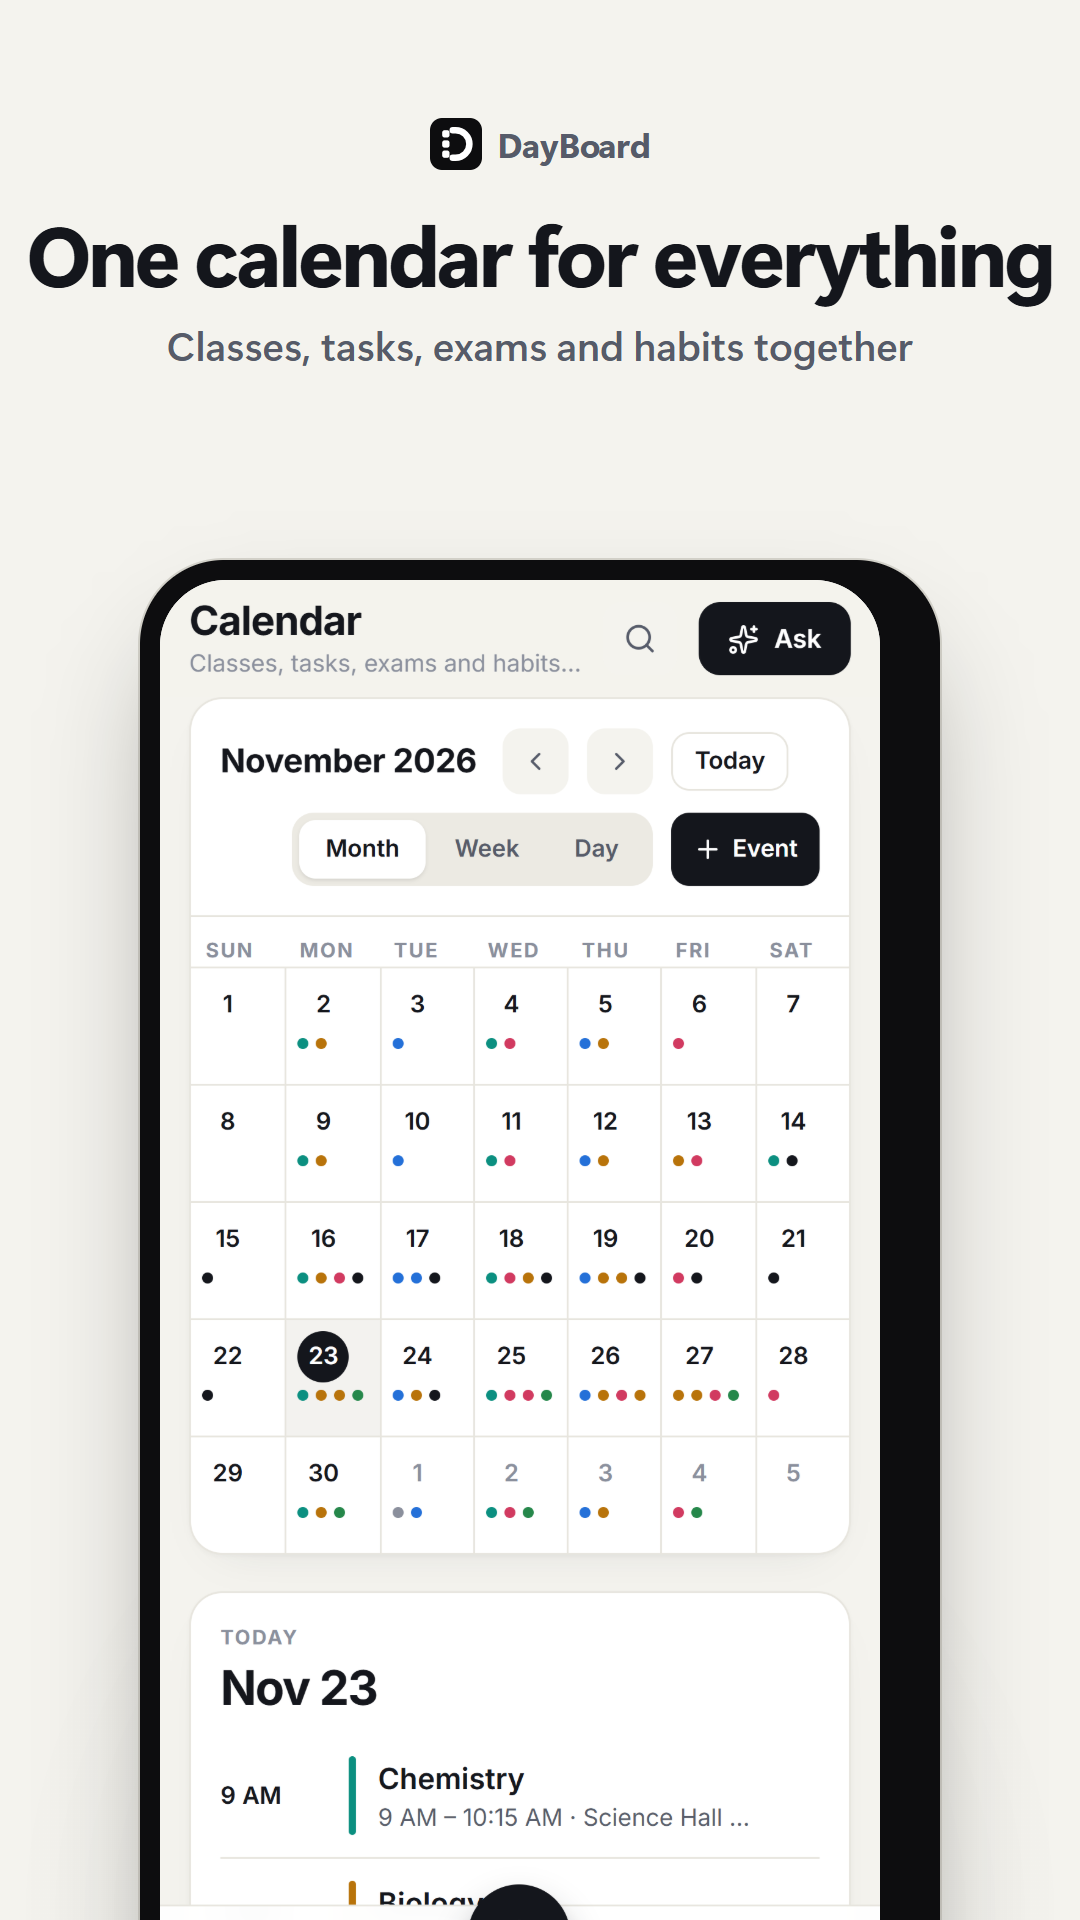 DayBoard
One calendar for everything
Classes, tasks, exams and habits together
Calendar
Classes, tasks, exams and habits...
Ask
November 2026
Today
Month Week Day
Event
SUN MON TUE WED THU FRI SAT
1 2 3 4 5 6 7
8 9 10 11 12 13 14
15 16 17 18 19 20 21
22 23 24 25 26 27 28
29 30 1 2 3 4 5
TODAY
Nov 23
9 AM
Chemistry
9 AM – 10:15 AM · Science Hall ...
Biology